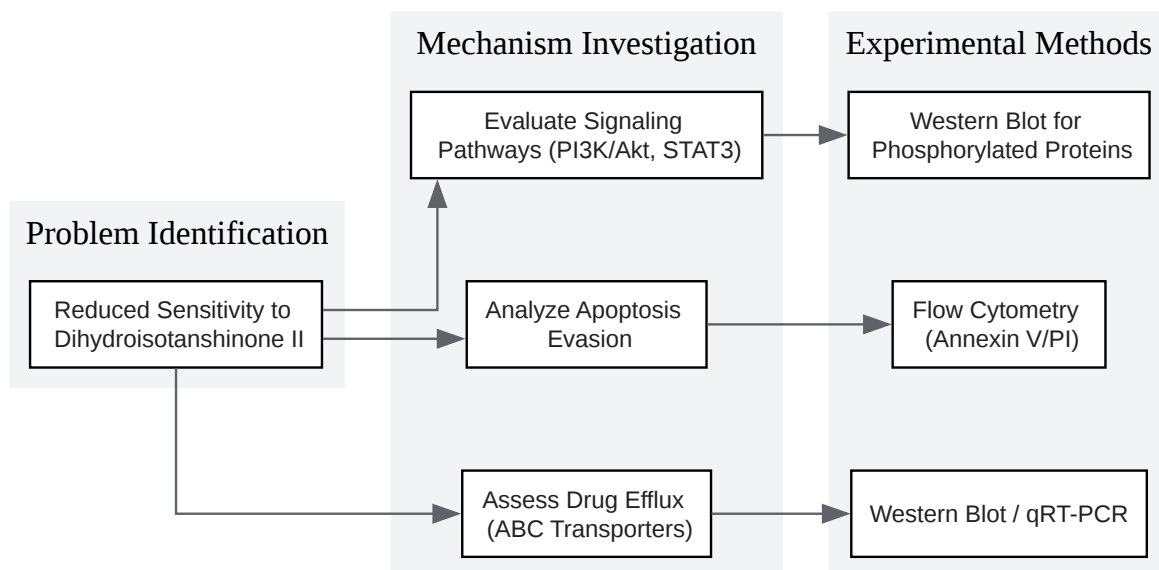 Mechanism Investigation
Experimental Methods
Evaluate Signaling
Pathways (PI3K/Akt, STAT3)
Western Blot for
Phosphorylated Proteins
Problem Identification
Reduced Sensitivity to
Dihydroisotanshinone II
Analyze Apoptosis
Evasion
Flow Cytometry
(Annexin V/PI)
Assess Drug Efflux
(ABC Transporters)
Western Blot / qRT-PCR